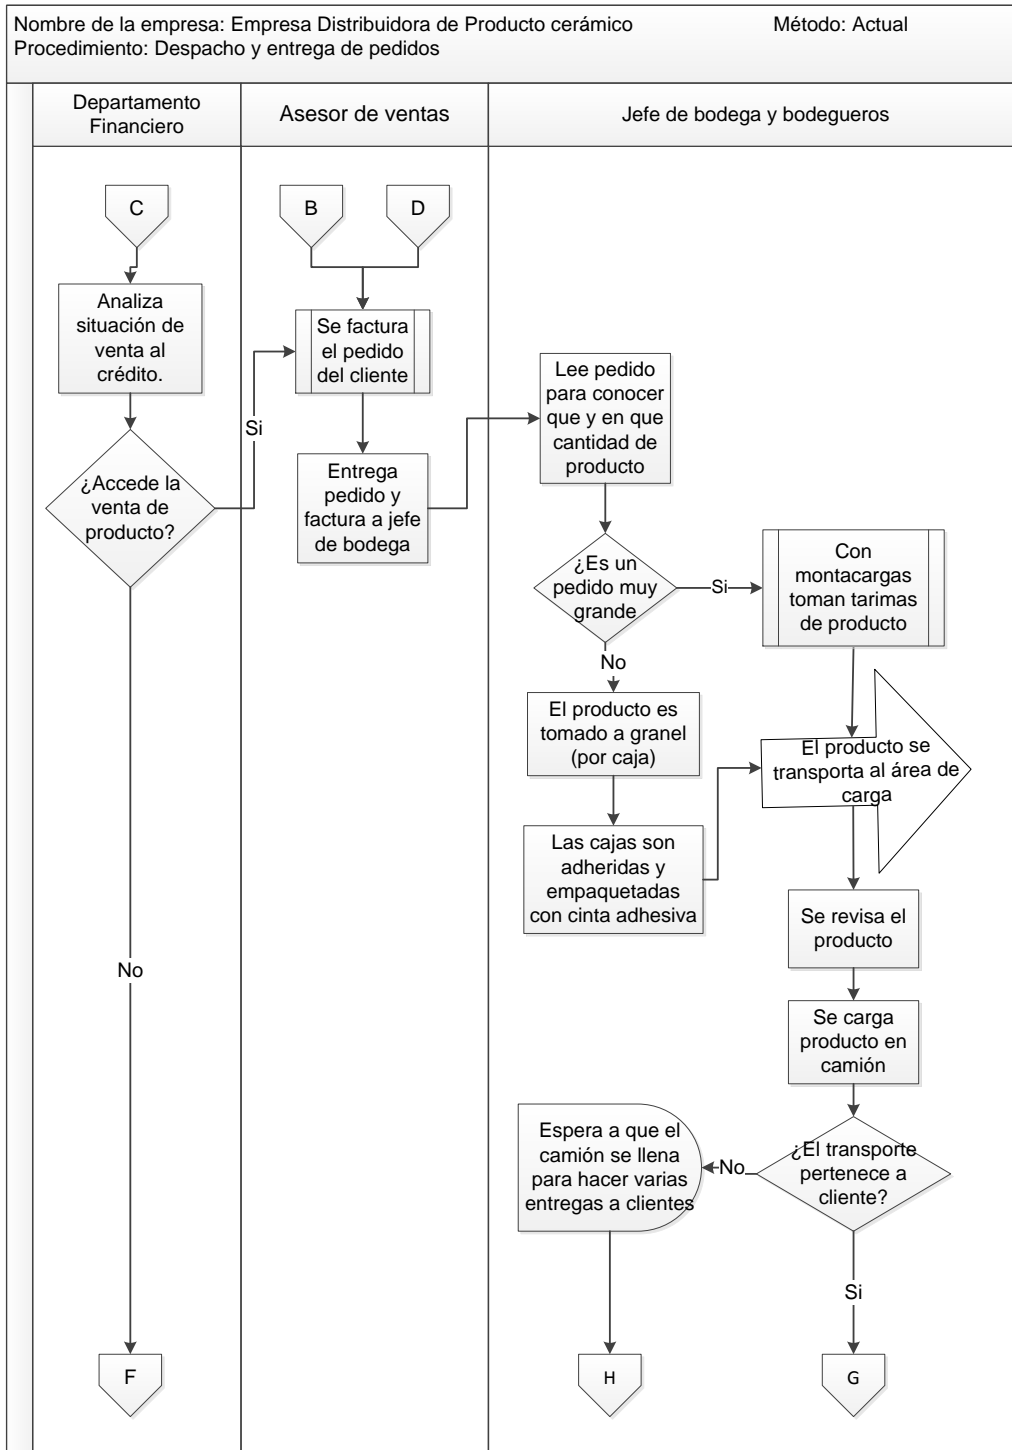 Nombre de la empresa: Empresa Distribuidora de Producto cerámico Método: Actual
Procedimiento: Despacho y entrega de pedidos
Departamento
Financiero
Asesor de ventas
Jefe de bodega y bodegueros
C
Analiza
situación de
venta al
crédito.
¿Accede la
venta de
producto?
Si
No
F
B
D
Se factura
el pedido
del cliente
Entrega
pedido y
factura a jefe
de bodega
Lee pedido
para conocer
que y en que
cantidad de
producto
¿Es un
pedido muy
grande
Si
Con
montacargas
toman tarimas
de producto
No
El producto es
tomado a granel
(por caja)
Las cajas son
adheridas y
empaquetadas
con cinta adhesiva
El producto se
transporta al área de
carga
Se revisa el
producto
Se carga
producto en
camión
¿El transporte
pertenece a
cliente?
No
Espera a que el
camión se llena
para hacer varias
entregas a clientes
Si
H
G